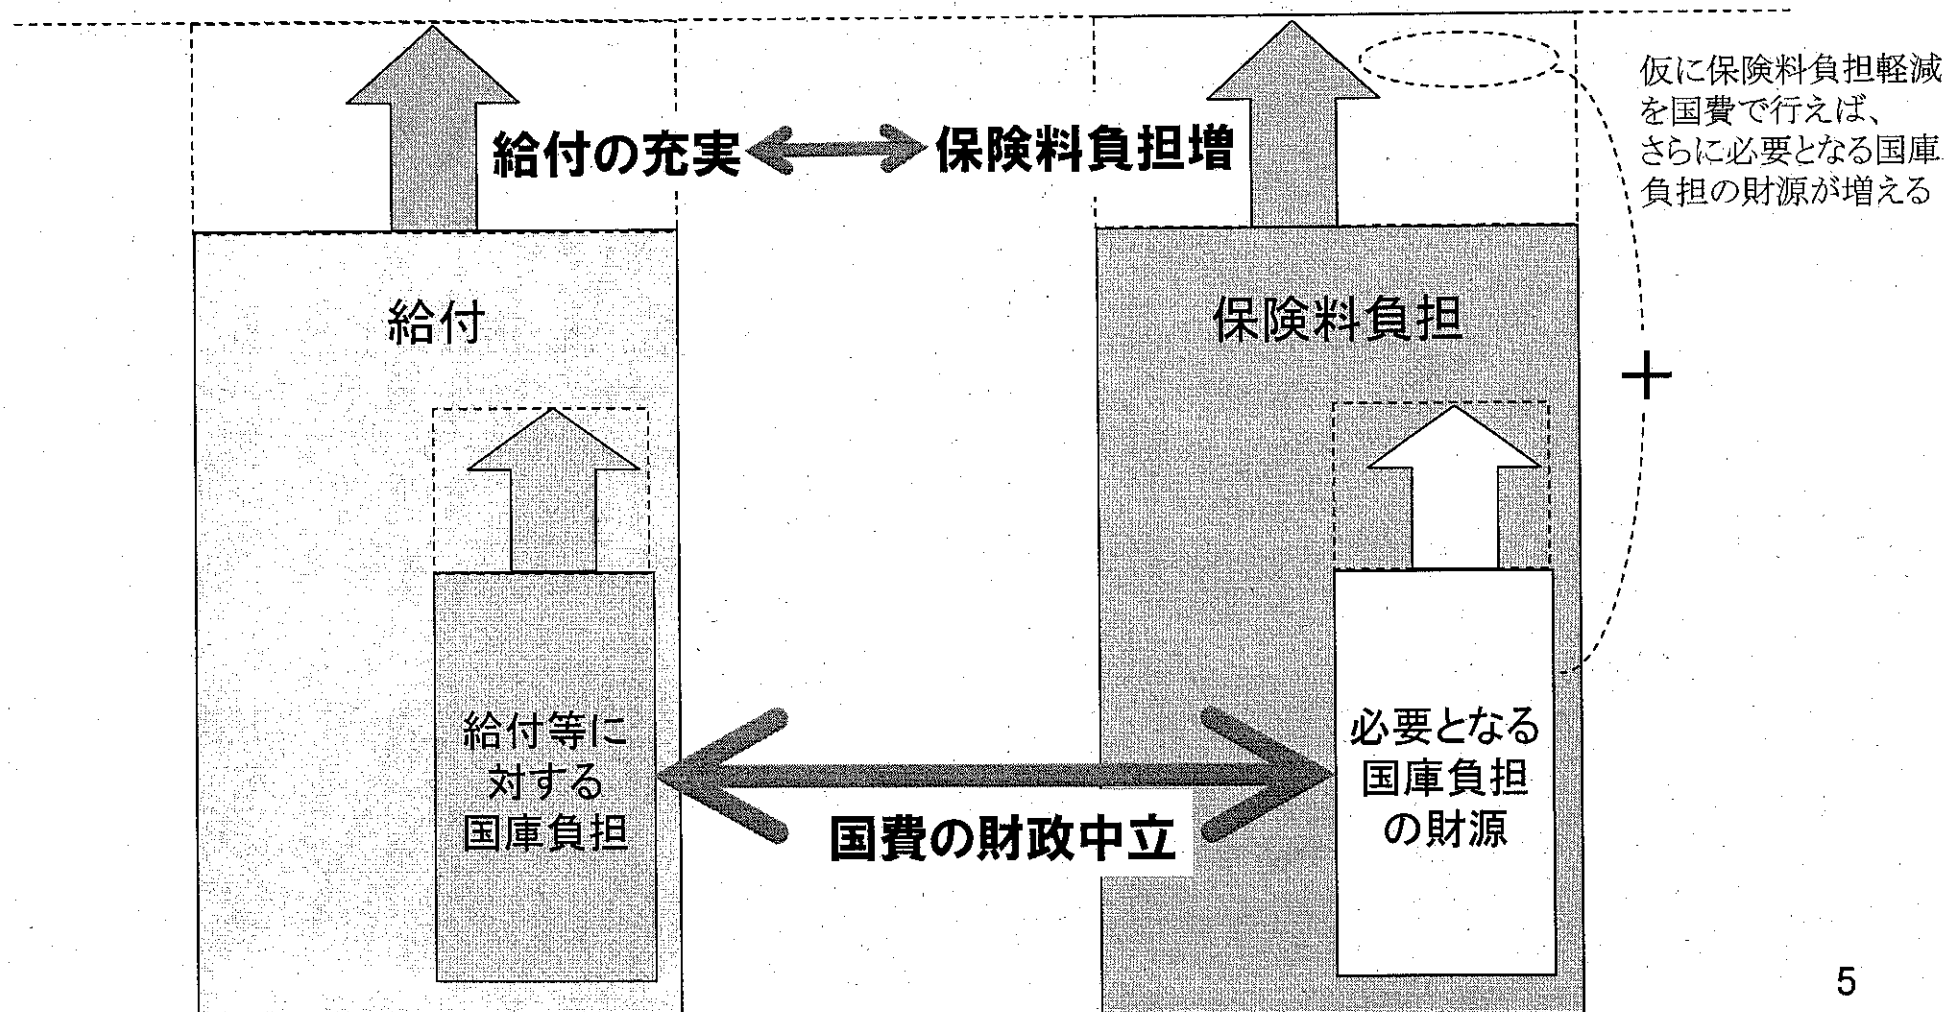 仮に保険料負担軽減
を国費で行えば、
さらに必要となる国庫
負担の財源が増える
給付の充実
保険料負担増
給付
保険料負担
+
給付等に
対する
国庫負担
必要となる
国庫負担
の財源
国費の財政中立
5